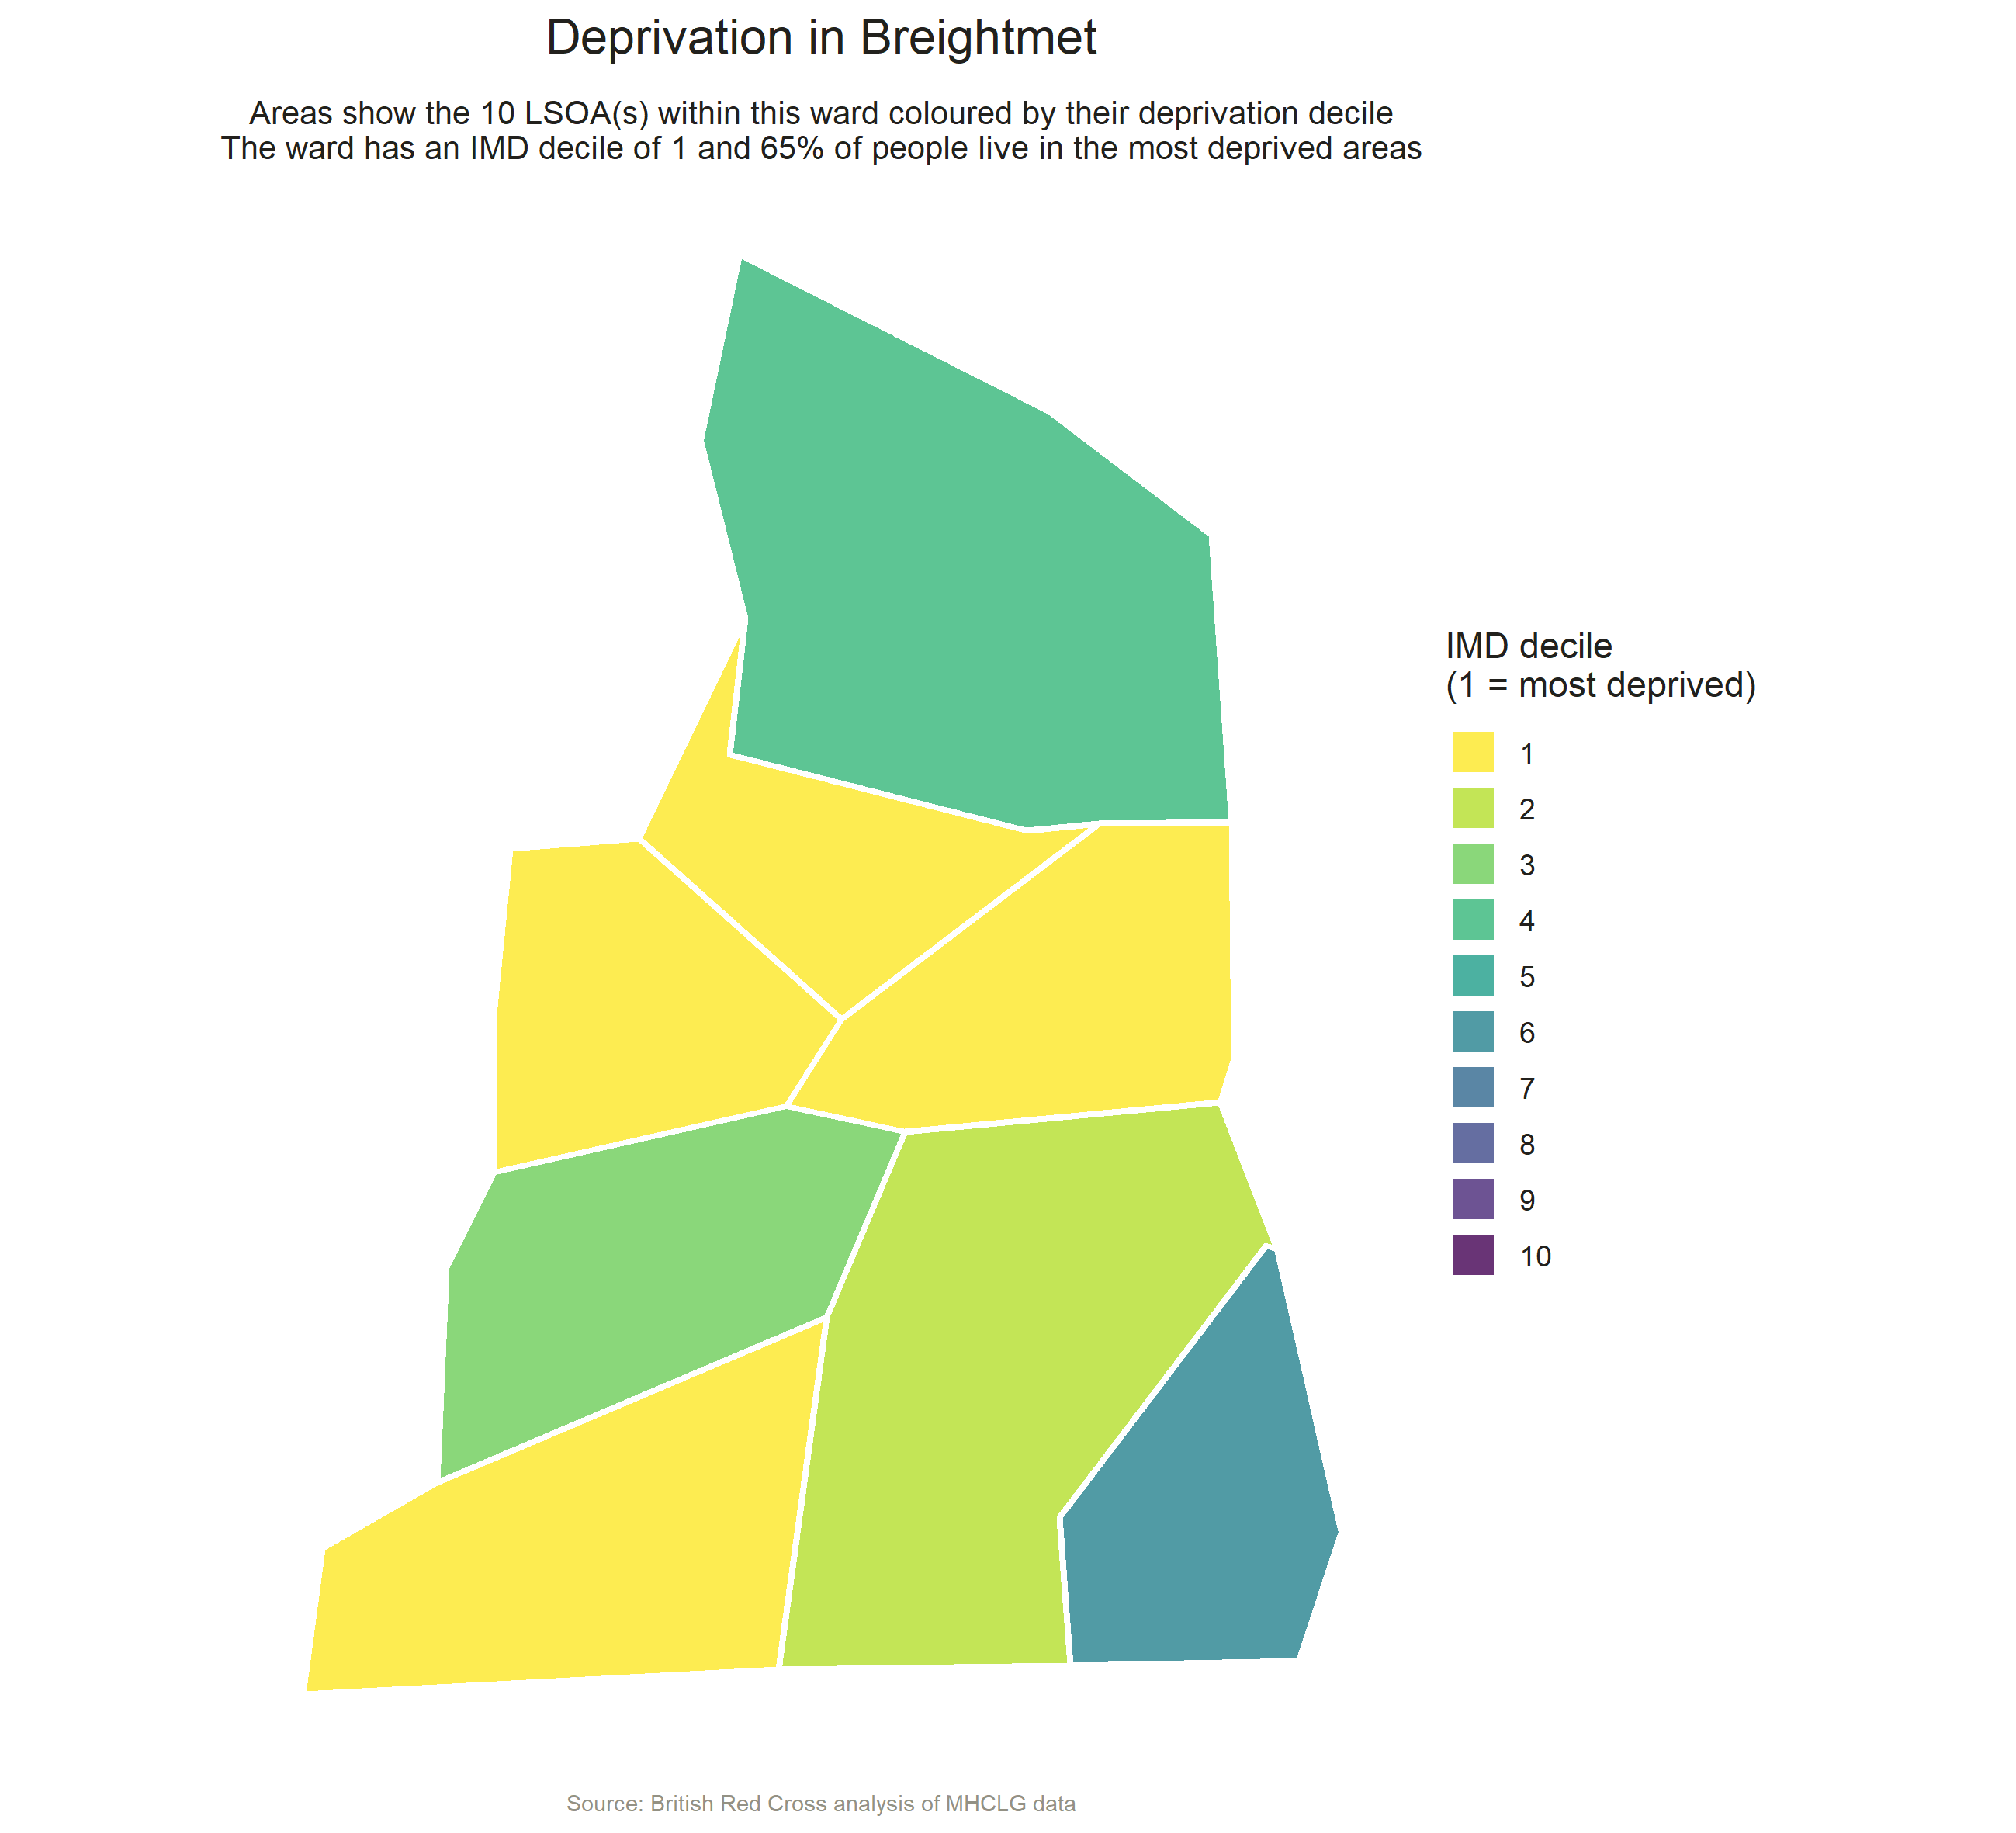 Deprivation in Breightmet
Areas show the 10 LSOA(s) within this ward coloured by their deprivation decile
The ward has an IMD decile of 1 and 65% of people live in the most deprived areas
IMD decile
(1 = most deprived)
1
2
3
4
5
6
7
8
9
10
Source: British Red Cross analysis of MHCLG data